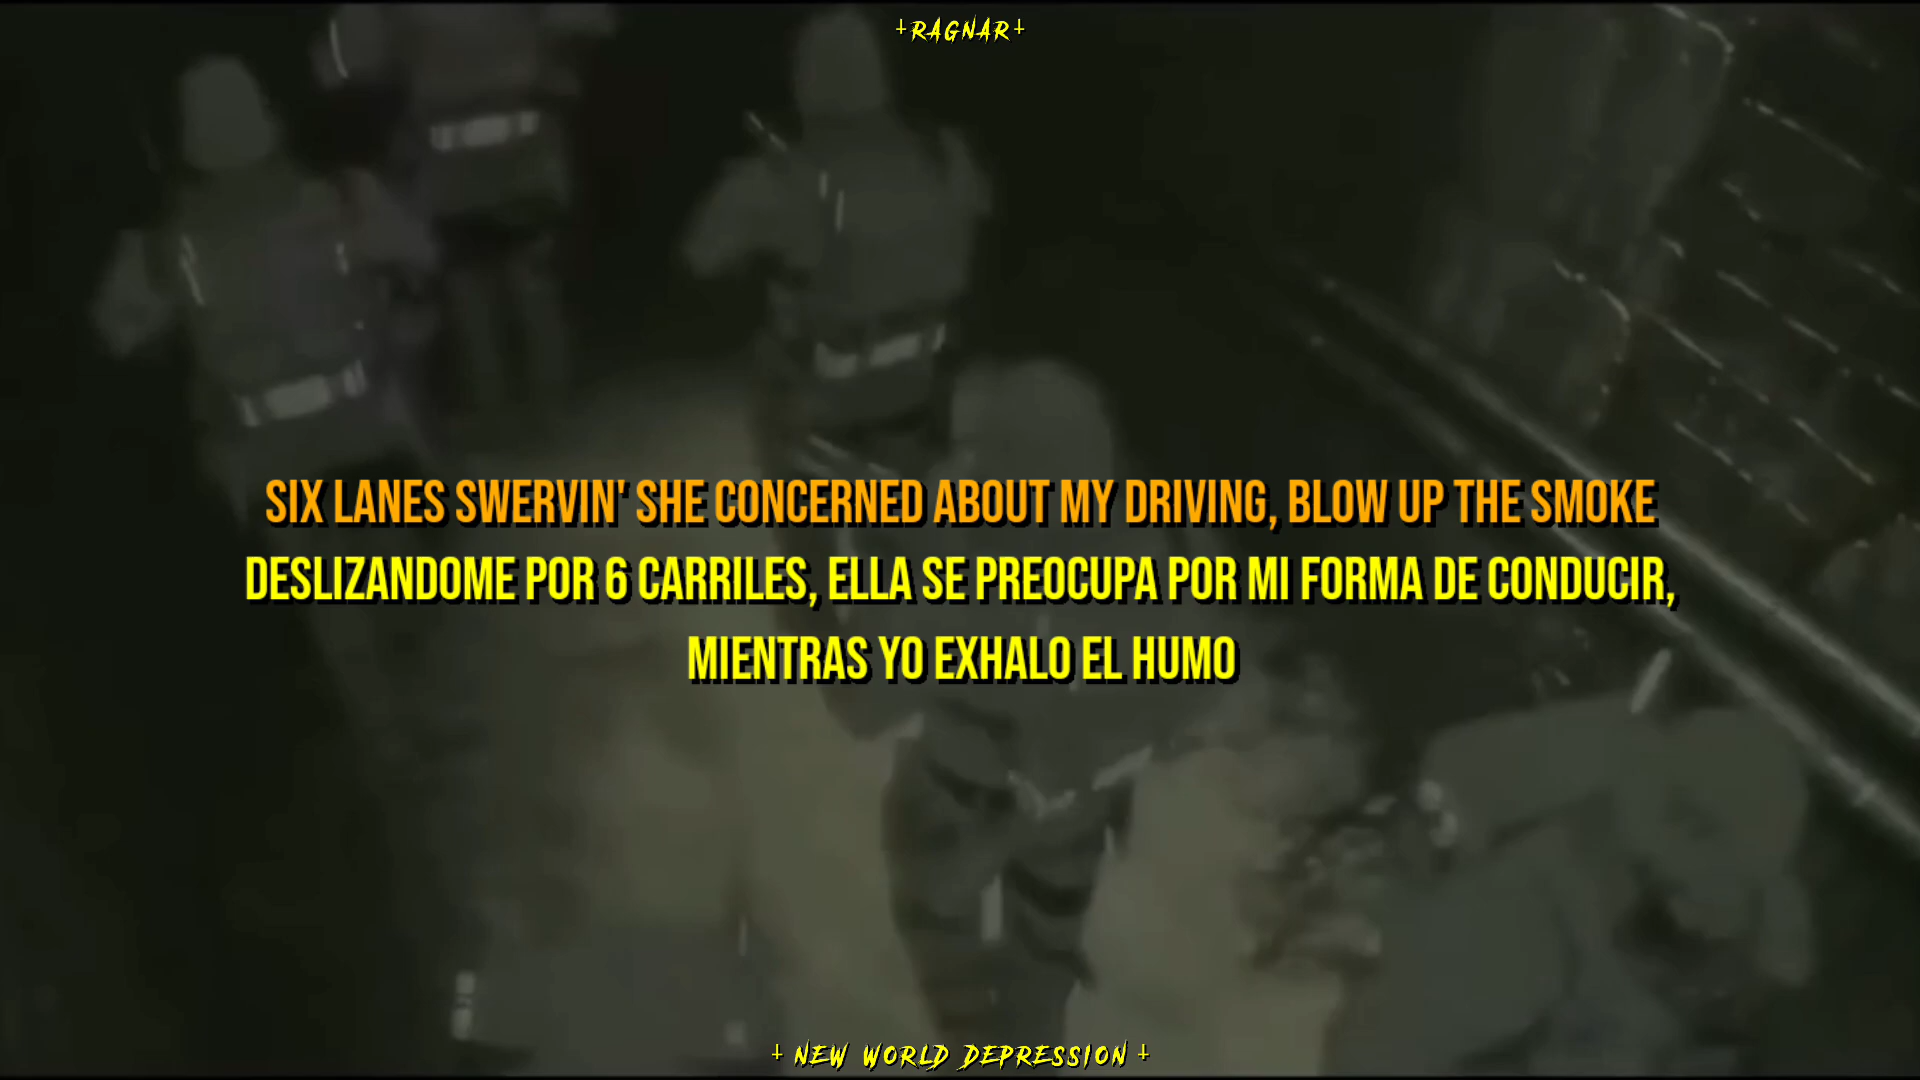 +RAGNAR+
SIX LANES SWERVIN' SHE CONCERNED ABOUT MY DRIVING, BLOW UP THE SMOKE
DESLIZANDOME POR 6 CARRILES, ELLA SE PREOCUPA POR MI FORMA DE CONDUCIR,
MIENTRAS YO EXHALO EL HUMO
+ NEW WORLD DEPRESSION +